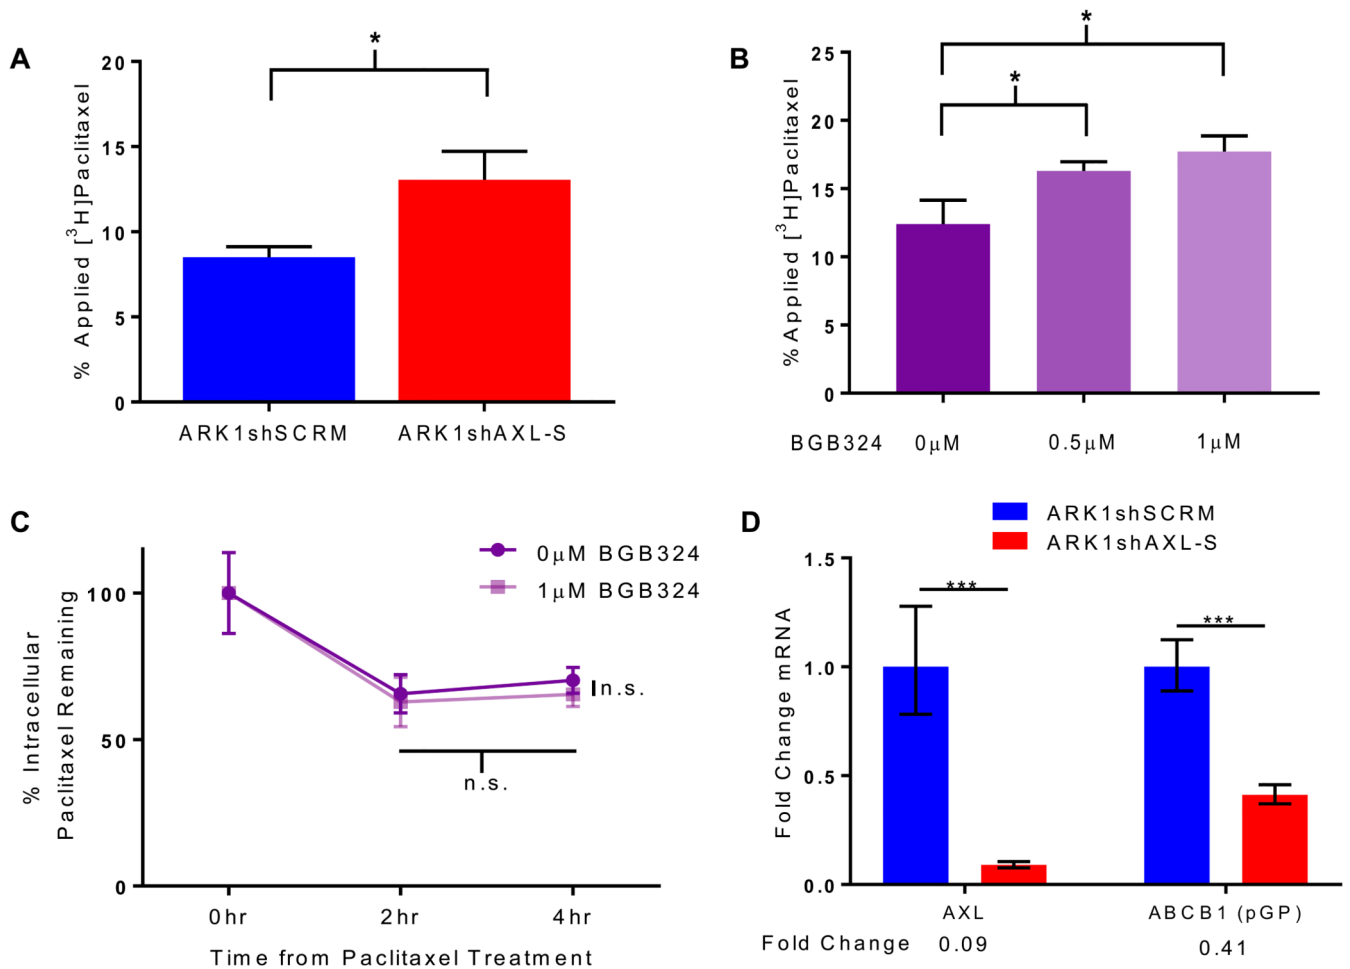 A
% Applied [³H]Paclitaxel
20
15
10
5
0
*
ARK1shSCRM
ARK1shAXL-S
B
% Applied [³H]Paclitaxel
25
20
15
10
5
0
*
*
BGB324
0µM
0.5µM
1µM
C
% Intracellular
Paclitaxel Remaining
100
50
0
0µM BGB324
1µM BGB324
n.s.
n.s.
0hr
2hr
4hr
Time from Paclitaxel Treatment
D
ARK1shSCRM
ARK1shAXL-S
Fold Change mRNA
1.5
1.0
0.5
0.0
***
***
AXL
ABCB1 (pGP)
Fold Change
0.09
0.41